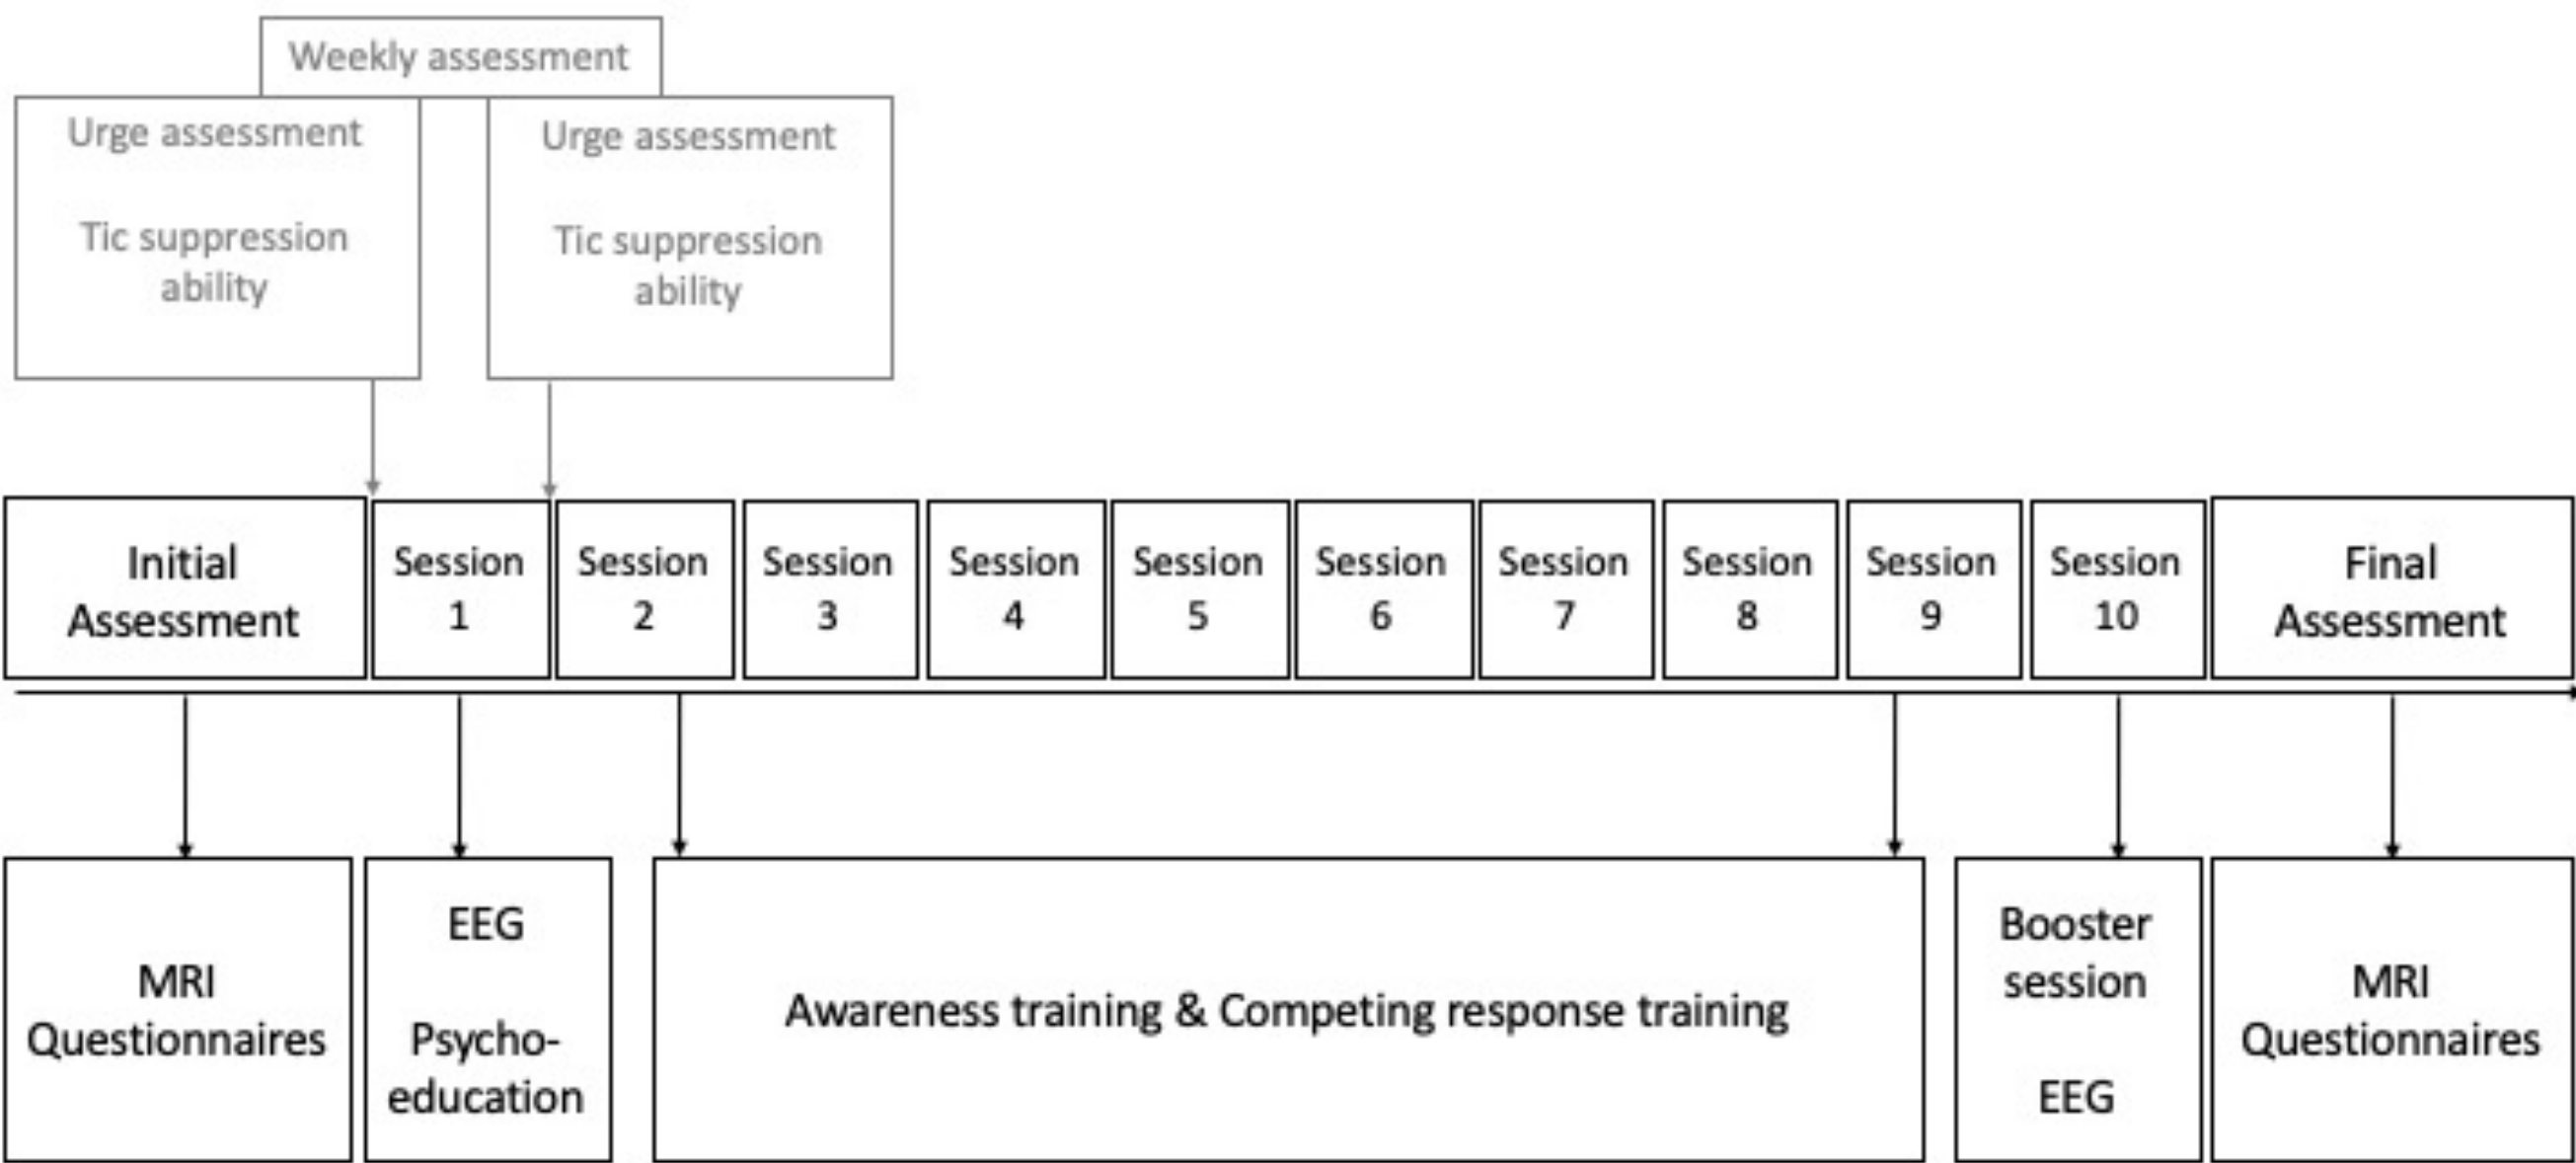 Weekly assessment
Urge assessment
Tic suppression
ability
Urge assessment
Tic suppression
ability
Initial
Assessment
Session
1
Session
2
Session
3
Session
4
Session
5
Session
6
Session
7
Session
8
Session
9
Session
10
Final
Assessment
MRI
Questionnaires
EEG
Psycho-
education
Awareness training & Competing response training
Booster
session
EEG
MRI
Questionnaires